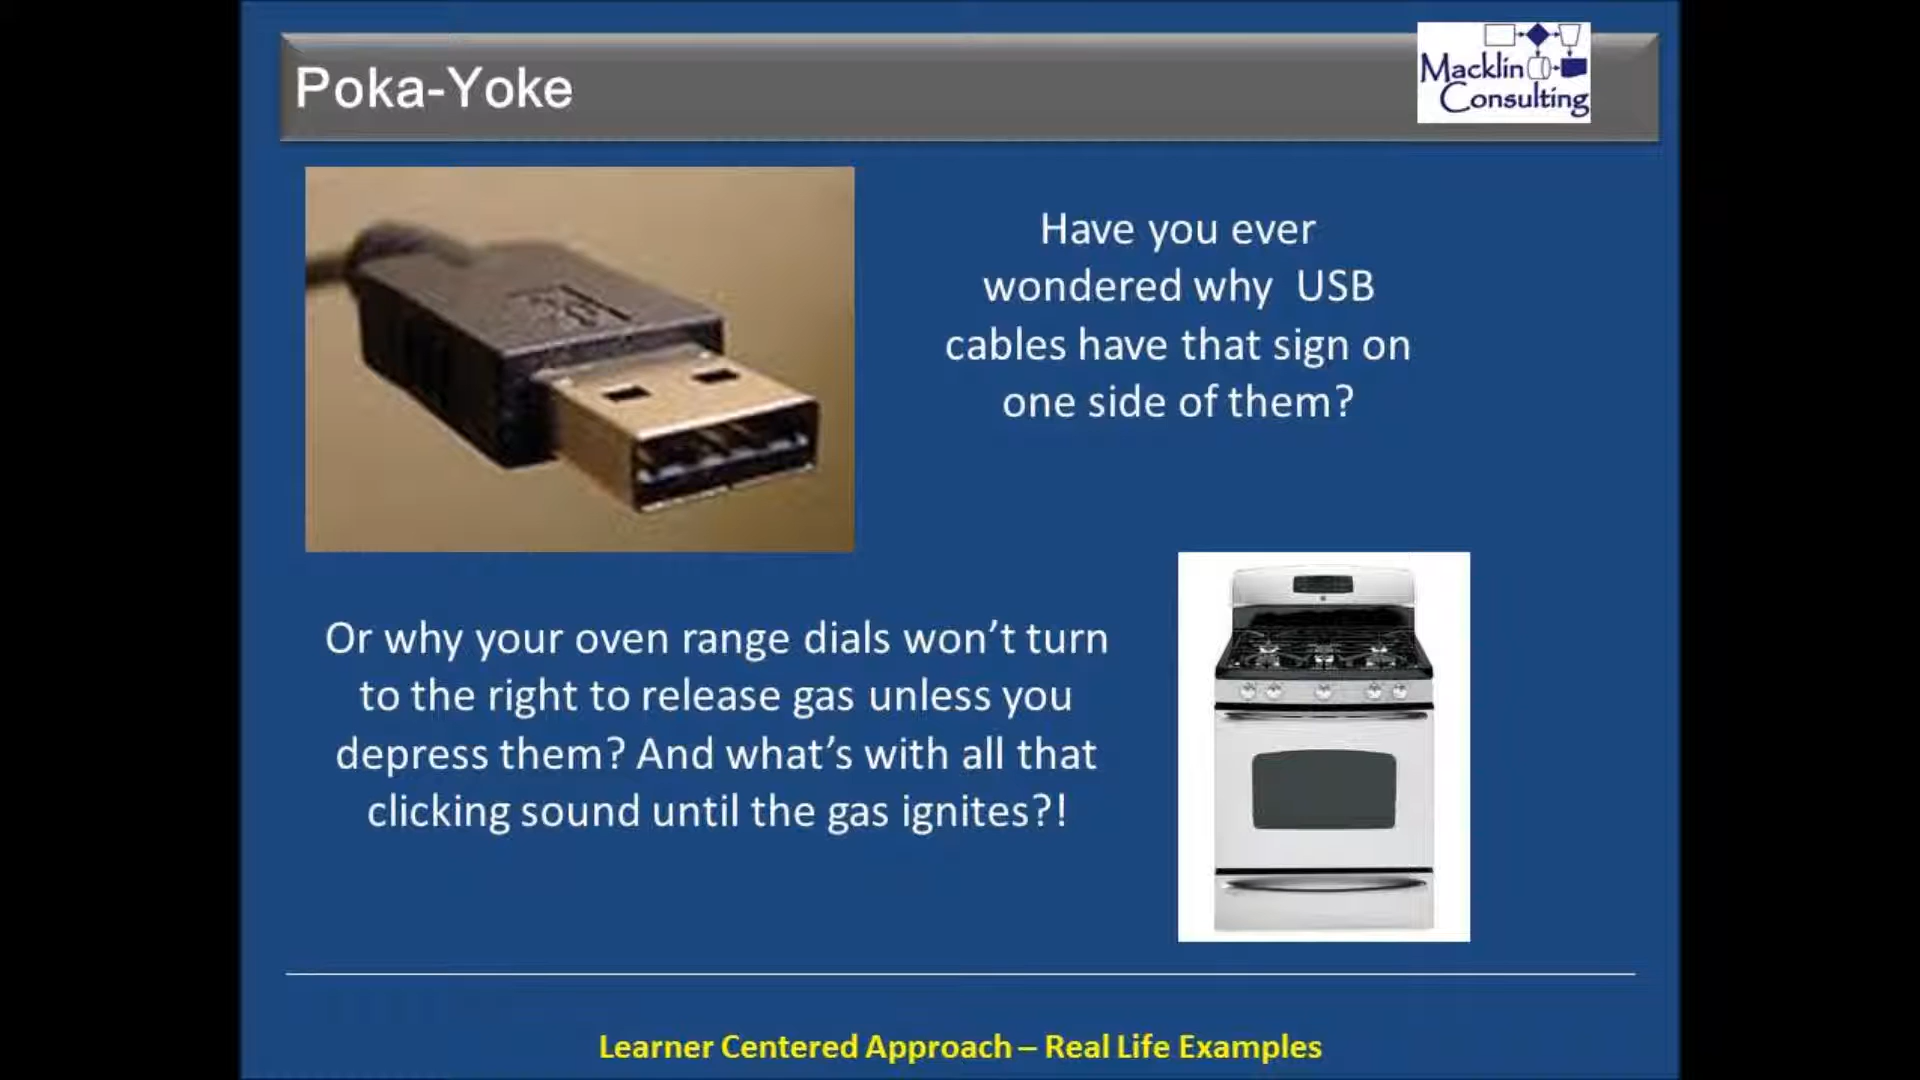 Poka-Yoke
Macklin
Consulting
Have you ever
wondered why USB
cables have that sign on
one side of them?
Or why your oven range dials won’t turn
to the right to release gas unless you
depress them? And what’s with all that
clicking sound until the gas ignites?!
Learner Centered Approach – Real Life Examples